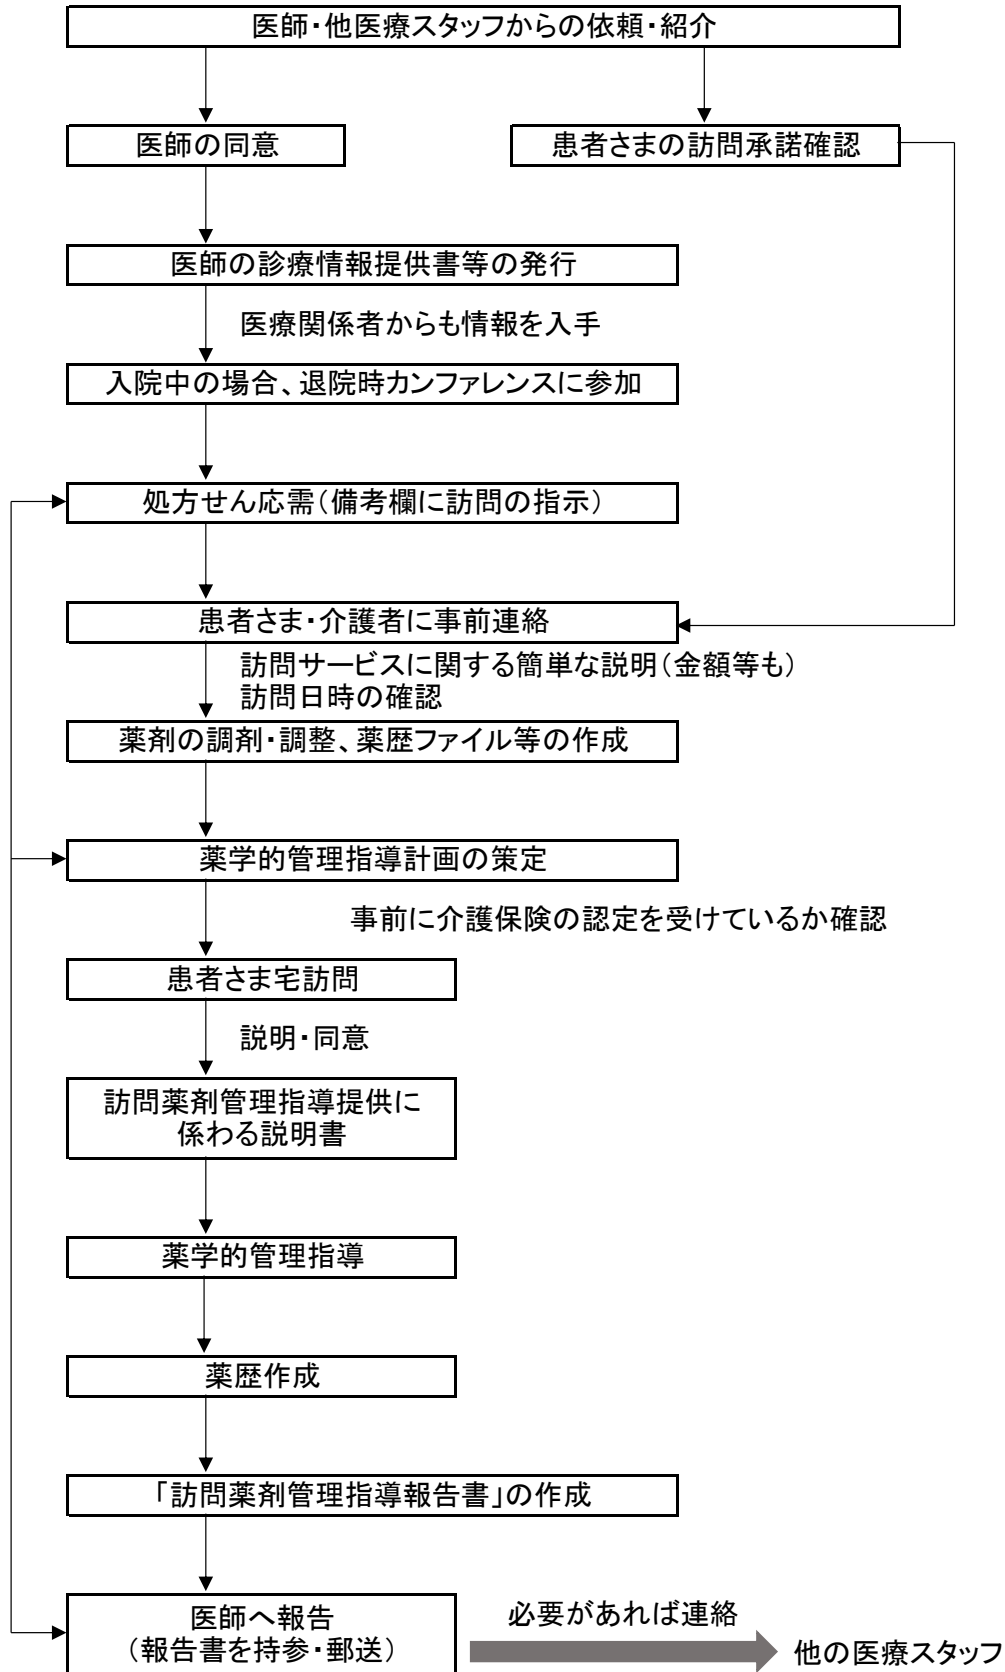 医師・他医療スタッフからの依頼・紹介
医師の同意
患者さまの訪問承諾確認
医師の診療情報提供書等の発行
医療関係者からも情報を入手
入院中の場合、退院時カンファレンスに参加
処方せん応需（備考欄に訪問の指示）
患者さま・介護者に事前連絡
訪問サービスに関する簡単な説明（金額等も）
訪問日時の確認
薬剤の調剤・調整、薬歴ファイル等の作成
薬学的管理指導計画の策定
事前に介護保険の認定を受けているか確認
患者さま宅訪問
説明・同意
訪問薬剤管理指導提供に
係わる説明書
薬学的管理指導
薬歴作成
「訪問薬剤管理指導報告書」の作成
医師へ報告
（報告書を持参・郵送）
必要があれば連絡
他の医療スタッフ